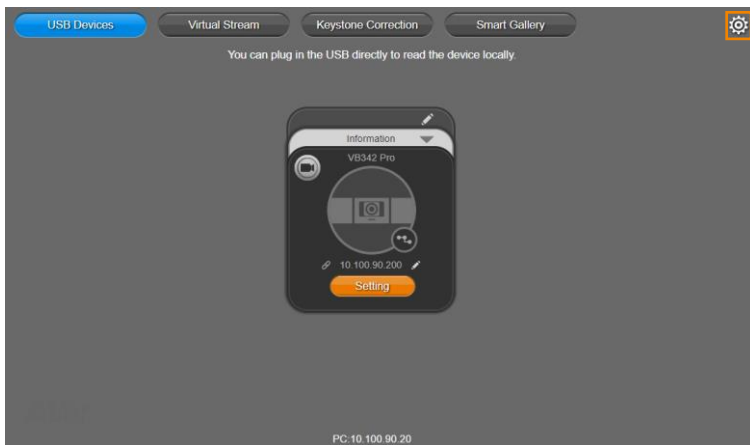 USB Devices Virtual Stream Keystone Correction Smart Gallery
You can plug in the USB directly to read the device locally.
Information
VB342 Pro
10.100.90.200
Setting
PC:10.100.90.20